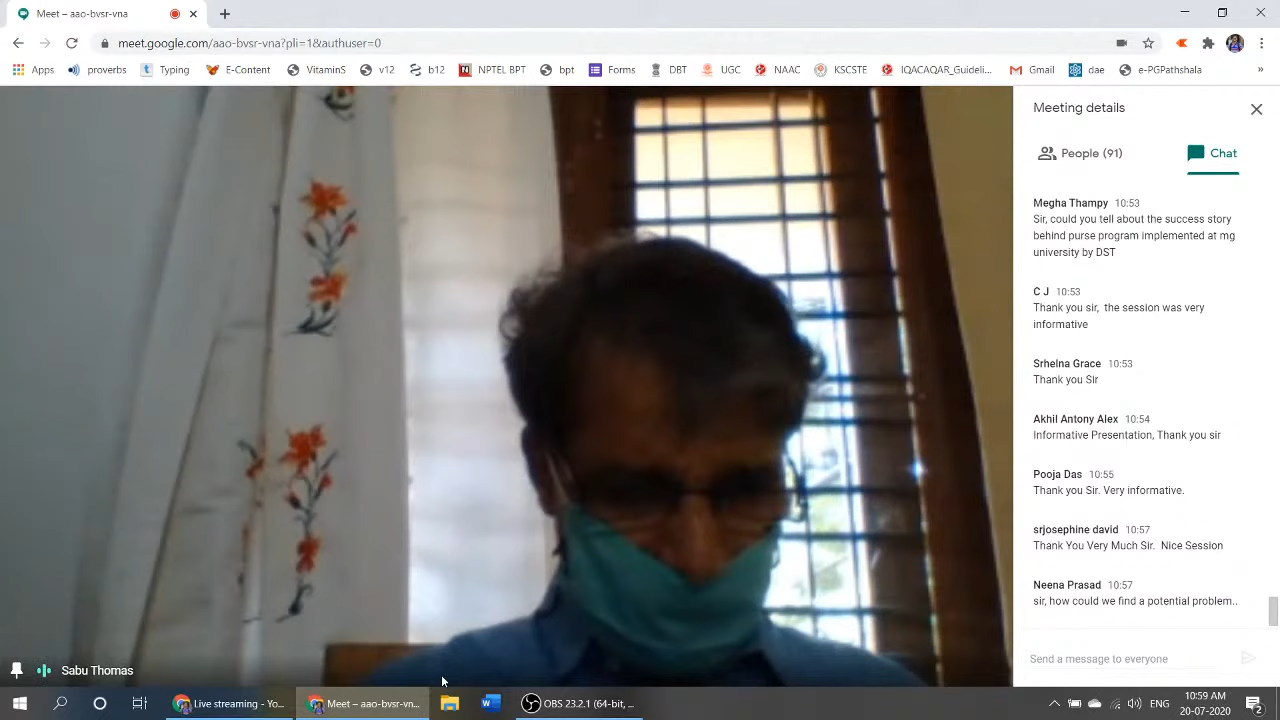 Meet – aao-bvsr-vna
meet.google.com/aao-bvsr-vna?pli=1&authuser=0
Apps proverbs Typing E-Content VitaminS v12 b12 NPTEL BPT bpt Forms DBT UGC NAAC KSCSTE IQACAQAR_Guideli... Gmail dae e-PGPathshala »
Meeting details
People (91) Chat
Megha Thampy 10:53
Sir, could you tell about the success story
behind purse program implemented at mg
university by DST
C J 10:53
Thank you sir, the session was very
informative
Srhelna Grace 10:53
Thank you Sir
Akhil Antony Alex 10:54
Informative Presentation, Thank you sir
Pooja Das 10:55
Thank you Sir. Very informative.
srjosephine david 10:57
Thank You Very Much Sir. Nice Session
Neena Prasad 10:57
sir, how could we find a potential problem..
Send a message to everyone
Sabu Thomas
Live streaming - Yo... Meet – aao-bvsr-vn... OBS 23.2.1 (64-bit, ...
10:59 AM
20-07-2020
2